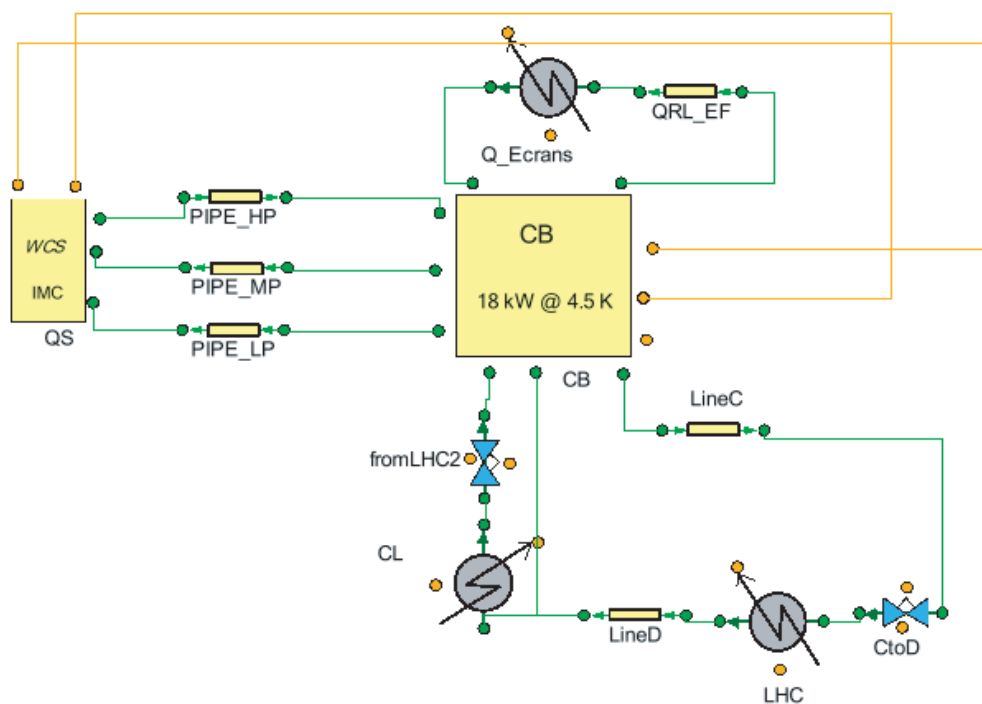 QRL_EF
Q_Ecrans
PIPE_HP
CB
WCS
PIPE_MP
IMC
18 kW @ 4.5 K
QS
PIPE_LP
CB
LineC
fromLHC2
CL
LineD
CtoD
LHC